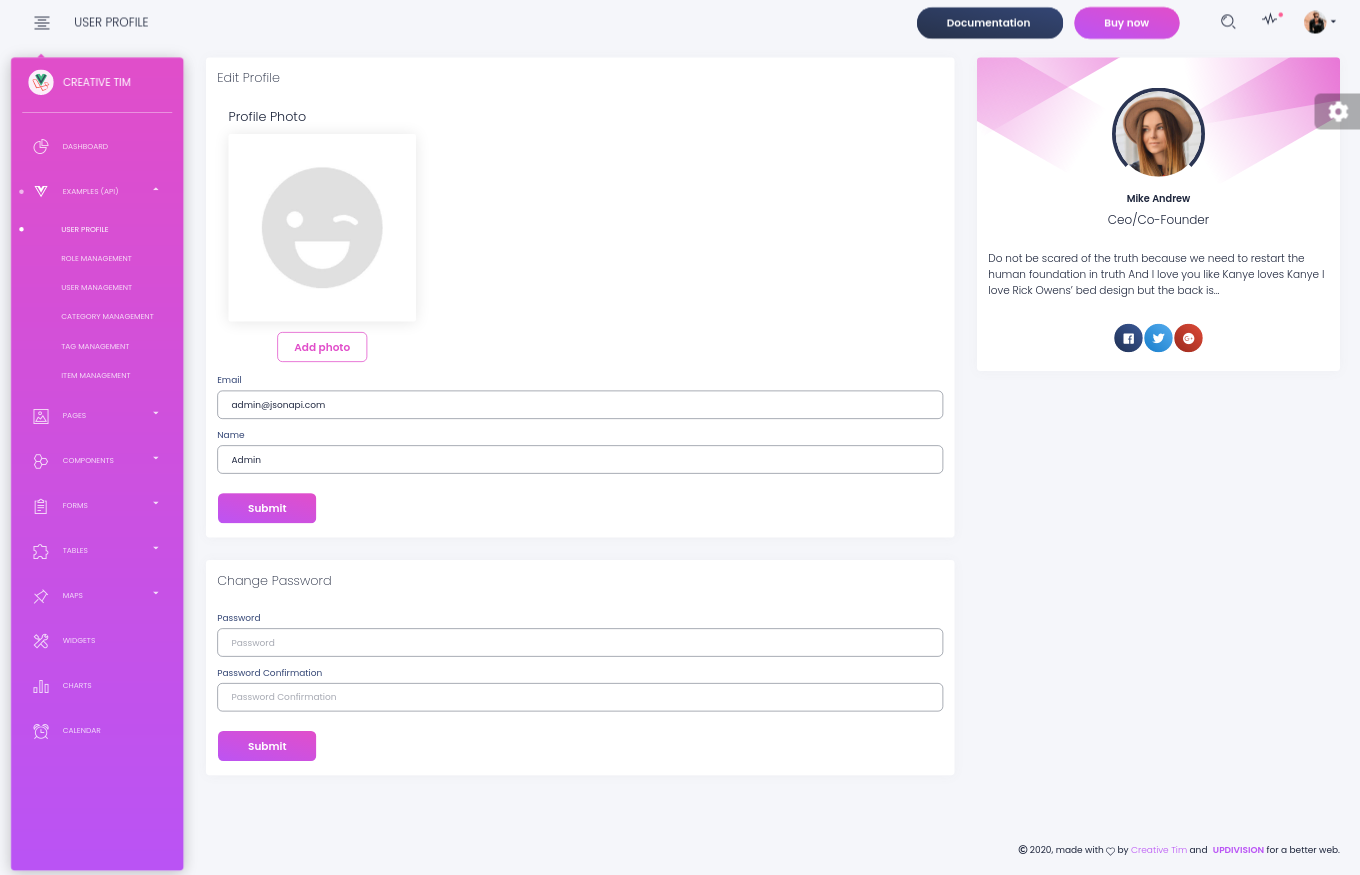 USER PROFILE
Documentation
Buy now
CREATIVE TIM
DASHBOARD
EXAMPLES (API)
USER PROFILE
ROLE MANAGEMENT
USER MANAGEMENT
CATEGORY MANAGEMENT
TAG MANAGEMENT
ITEM MANAGEMENT
PAGES
COMPONENTS
FORMS
TABLES
MAPS
WIDGETS
CHARTS
CALENDAR
Edit Profile
Profile Photo
Add photo
Email
admin@jsonapi.com
Name
Admin
Submit
Change Password
Password
Password
Password Confirmation
Password Confirmation
Submit
Mike Andrew
Ceo/Co-Founder
Do not be scared of the truth because we need to restart the
human foundation in truth And I love you like Kanye loves Kanye I
love Rick Owens’ bed design but the back is...
© 2020, made with ♡ by Creative Tim and UPDIVISION for a better web.